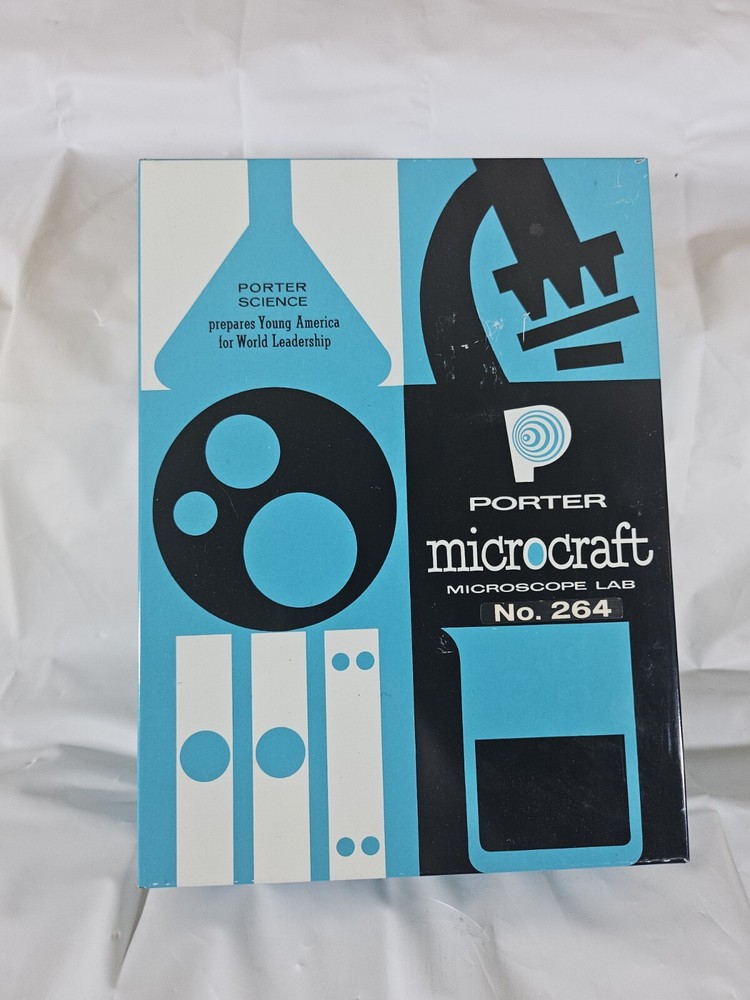 PORTER
SCIENCE
prepares Young America
for World Leadership
P
PORTER
microcraft
MICROSCOPE LAB
No. 264